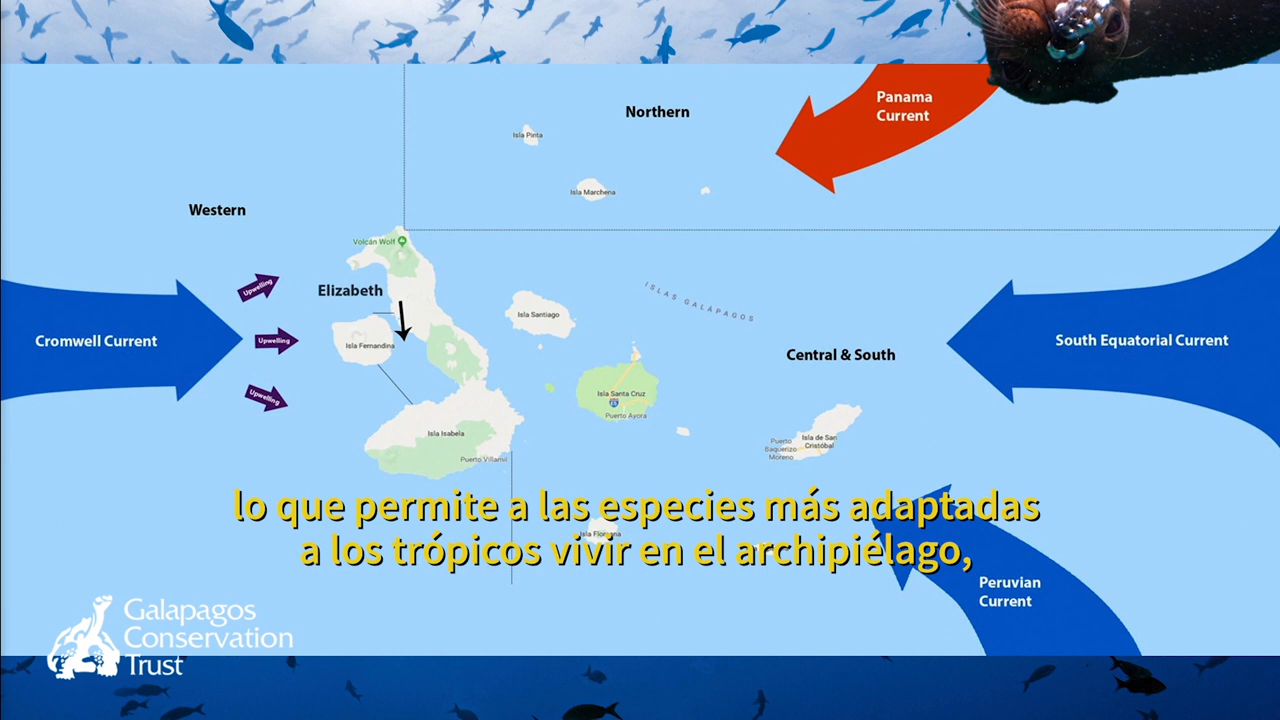 Northern
Panama
Current
Isla Pinta
Isla Marchena
Western
Volcán Wolf
Elizabeth
Upwelling
Upwelling
Upwelling
ISLAS GALÁPAGOS
Isla Santiago
Cromwell Current
Isla Fernandina
South Equatorial Current
Central & South
Isla Santa Cruz
Puerto Ayora
Isla Isabela
Puerto Villamil
Isla de San
Cristóbal
Puerto
Baquerizo
Moreno
lo que permite a las especies más adaptadas
a los trópicos vivir en el archipiélago,
Isla Floreana
Peruvian
Current
Galapagos
Conservation
Trust